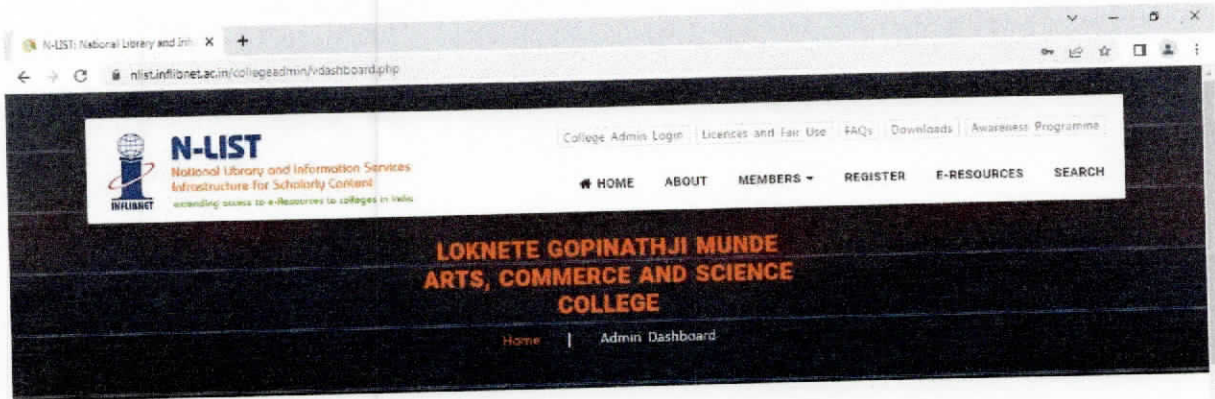 N-LIST: National Library and Inf
nlist.inflibnet.ac.in/collegeadmin/vdashboard.php
College Admin Login Licences and Fair Use FAQs Downloads Awareness Programme
N-LIST
National Library and Information Services
Infrastructure for Scholarly Content
extending access to e-Resources to colleges in India
INFLIBNET
HOME ABOUT MEMBERS REGISTER E-RESOURCES SEARCH
LOKNETE GOPINATHJI MUNDE
ARTS, COMMERCE AND SCIENCE
COLLEGE
Home | Admin Dashboard